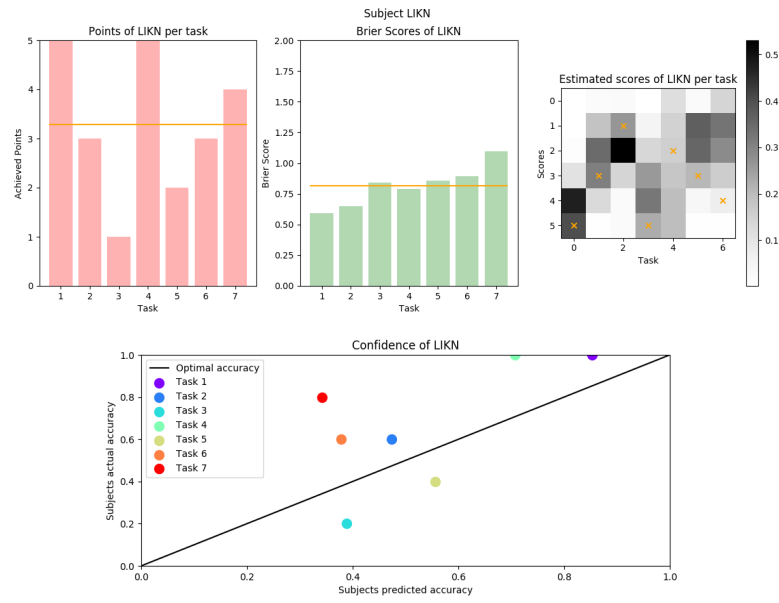 Subject LIKN
Points of LIKN per task
Achieved Points
5
4
3
2
1
0
1 2 3 4 5 6 7
Task
Brier Scores of LIKN
Brier Score
2.00
1.75
1.50
1.25
1.00
0.75
0.50
0.25
0.00
1 2 3 4 5 6 7
Task
Estimated scores of LIKN per task
Scores
0
1
2
3
4
5
0 2 4 6
Task
0.5
0.4
0.3
0.2
0.1
Confidence of LIKN
Subjects actual accuracy
1.0
0.8
0.6
0.4
0.2
0.0
Optimal accuracy
Task 1
Task 2
Task 3
Task 4
Task 5
Task 6
Task 7
0.0 0.2 0.4 0.6 0.8 1.0
Subjects predicted accuracy